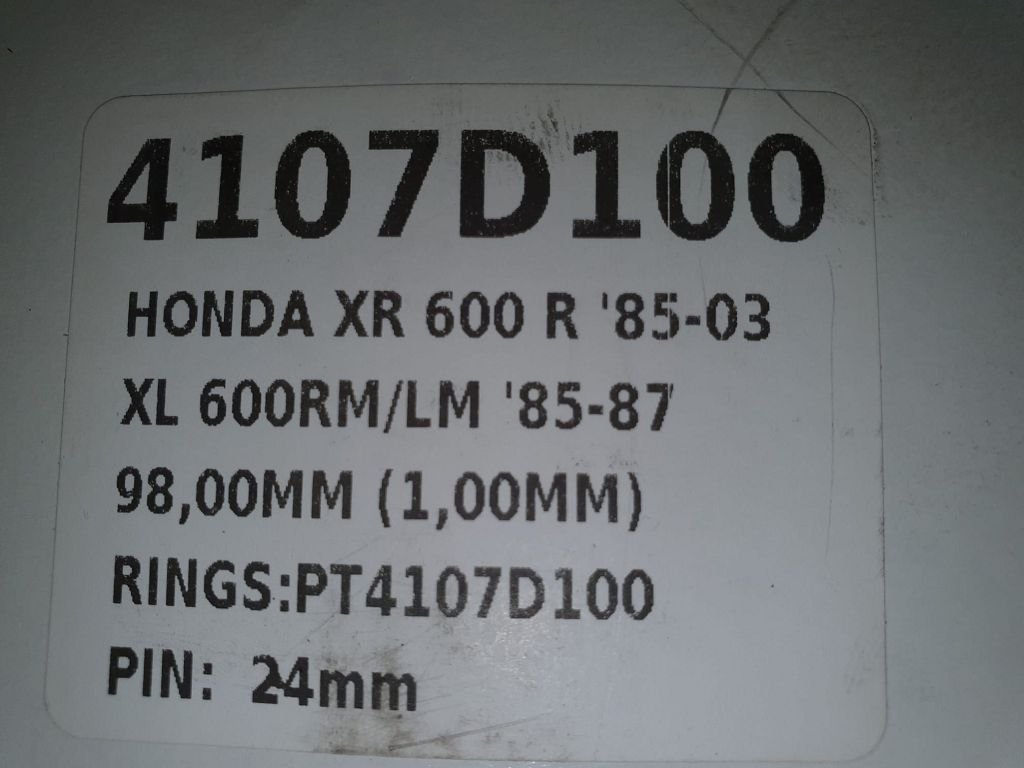 4107D100
HONDA XR 600 R '85-03
XL 600RM/LM '85-87
98,00MM (1,00MM)
RINGS:PT4107D100
PIN: 24mm